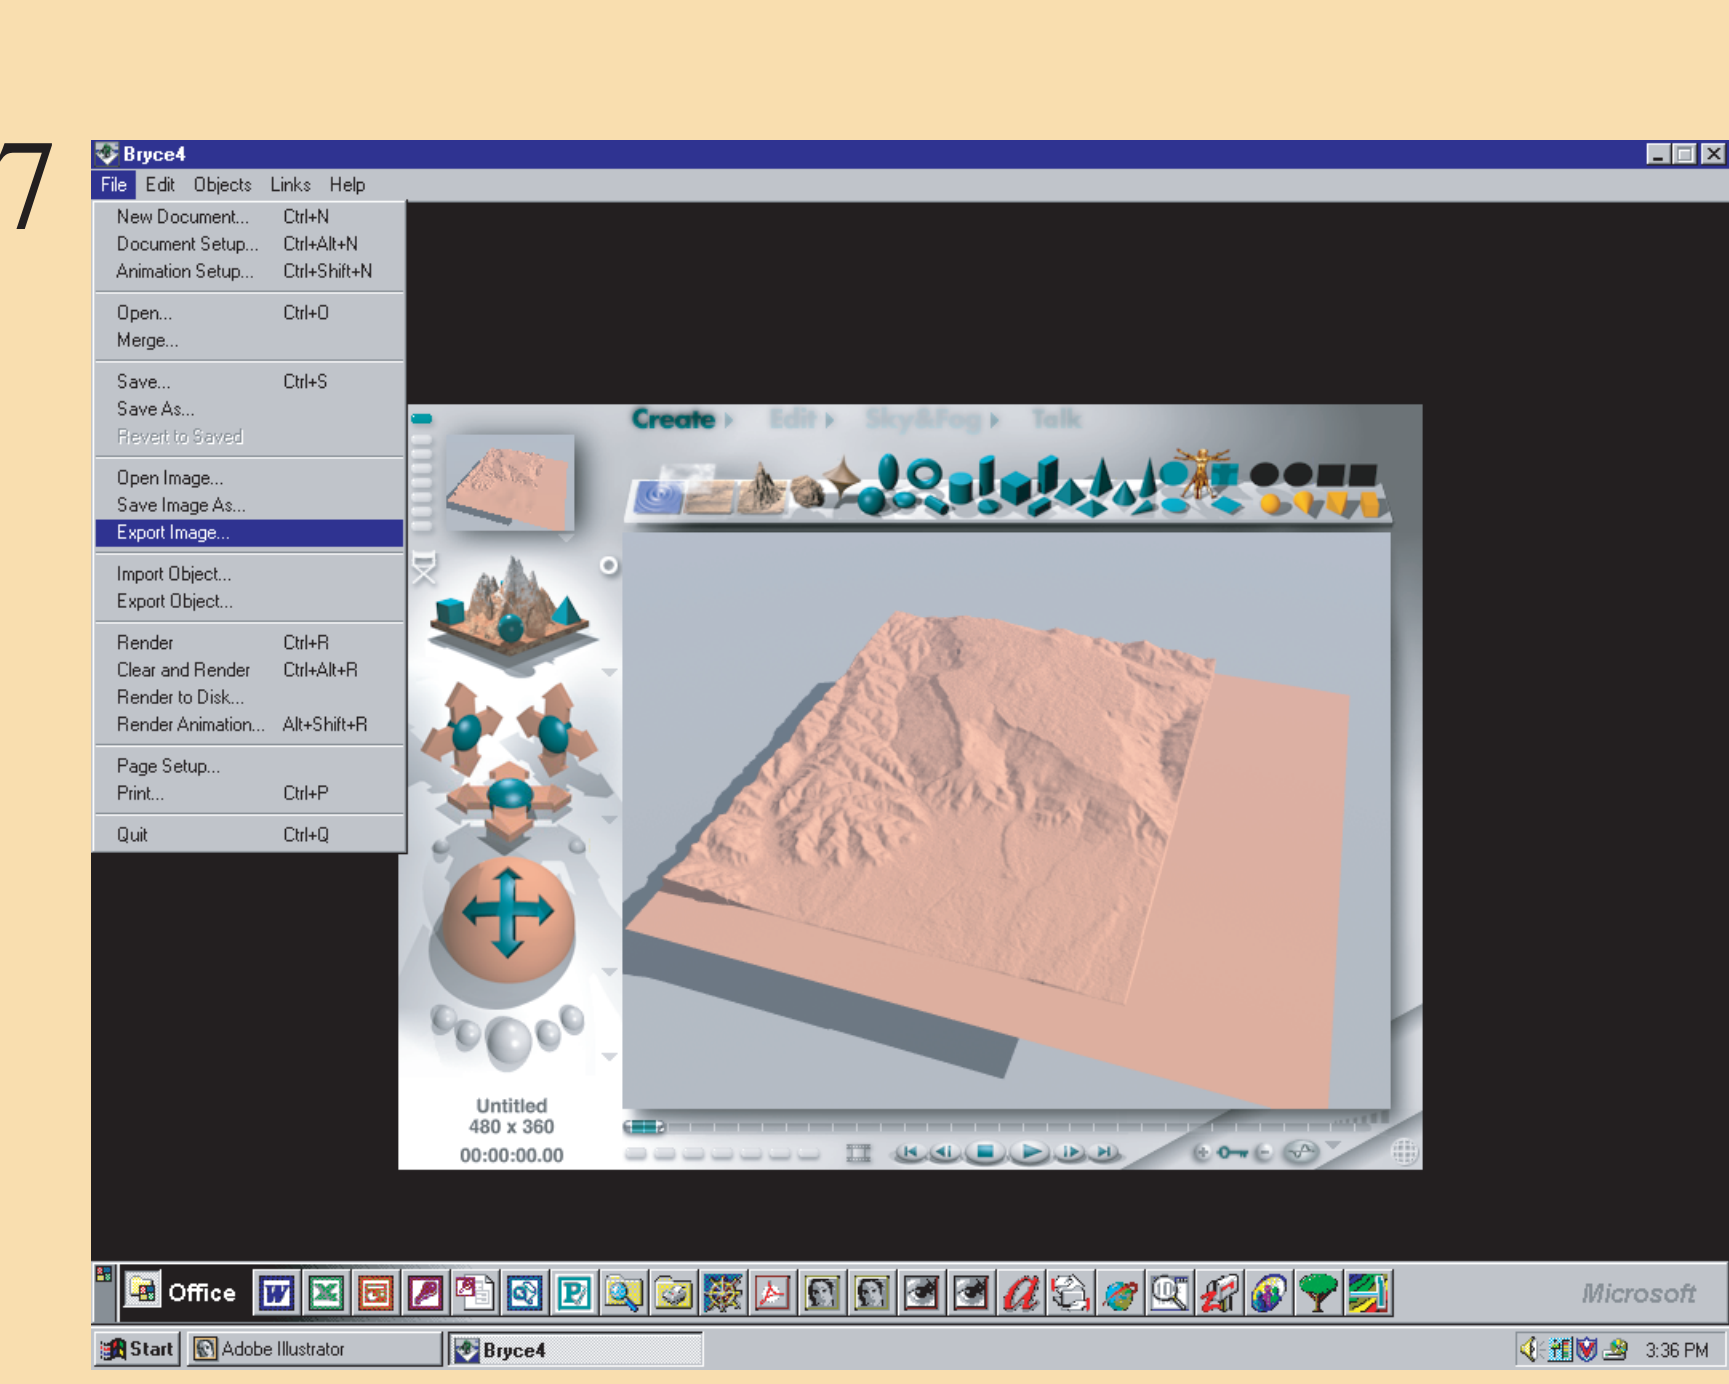 7
Bryce4
File Edit Objects Links Help
New Document... Ctrl+N
Document Setup... Ctrl+Alt+N
Animation Setup... Ctrl+Shift+N
Open... Ctrl+O
Merge...
Save... Ctrl+S
Save As...
Revert to Saved
Open Image...
Save Image As...
Export Image...
Import Object...
Export Object...
Render Ctrl+R
Clear and Render Ctrl+Alt+R
Render to Disk...
Render Animation... Alt+Shift+R
Page Setup...
Print... Ctrl+P
Quit Ctrl+Q
Create Edit Sky&Fog Talk
Untitled
480 x 360
00:00:00.00
Office Microsoft
Start Adobe Illustrator Bryce4 3:36 PM